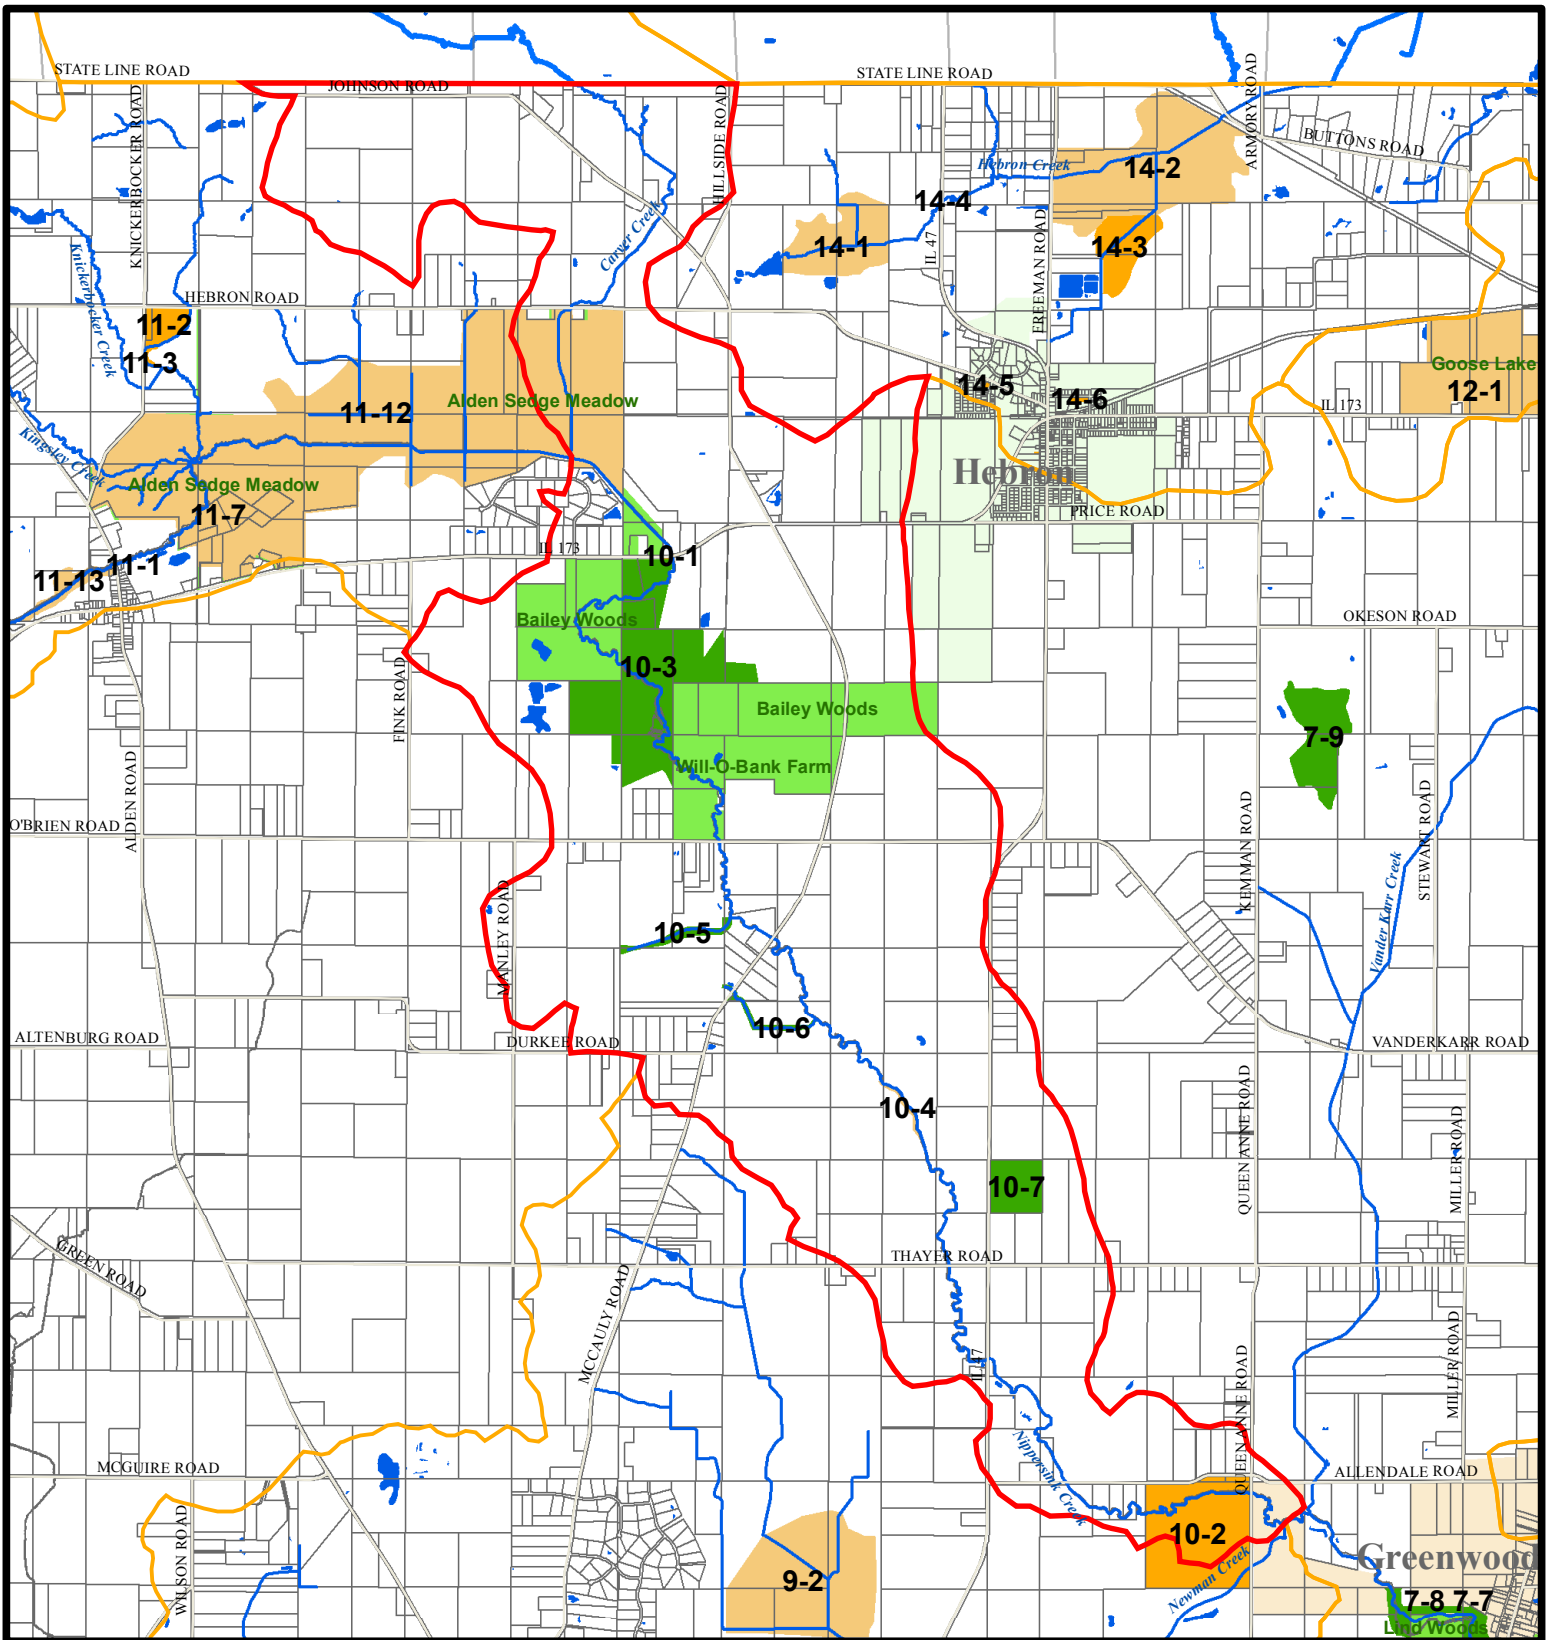 STATE LINE ROAD
STATE LINE ROAD
JOHNSON ROAD
KNICKERBOCKER ROAD
HILLSIDE ROAD
ARMORY ROAD
BUTTONS ROAD
Hebron Creek
14-2
14-4
14-1
14-3
IL 47
FREEMAN ROAD
Carver Creek
Knickerbocker Creek
HEBRON ROAD
11-2
11-3
Goose Lake
12-1
14-5
14-6
IL 173
Alden Sedge Meadow
11-12
Kingsley Creek
Hebron
Alden Sedge Meadow
11-7
PRICE ROAD
IL 173
10-1
11-1
11-13
Bailey Woods
OKESON ROAD
10-3
FINK ROAD
Bailey Woods
7-9
Will-O-Bank Farm
ALDEN ROAD
O'BRIEN ROAD
KEMMAN ROAD
STEWART ROAD
Vander Karr Creek
MANLEY ROAD
10-5
10-6
ALTENBURG ROAD
DURKEE ROAD
VANDERKARR ROAD
10-4
QUEEN ANNE ROAD
MILLER ROAD
10-7
GREEN ROAD
THAYER ROAD
MCCAULY ROAD
IL 47
QUEEN ANNE ROAD
MILLER ROAD
MCGUIRE ROAD
Nippersink Creek
ALLENDALE ROAD
WILSON ROAD
10-2
Greenwood
9-2
Newman Creek
7-8 7-7
Lind Woods